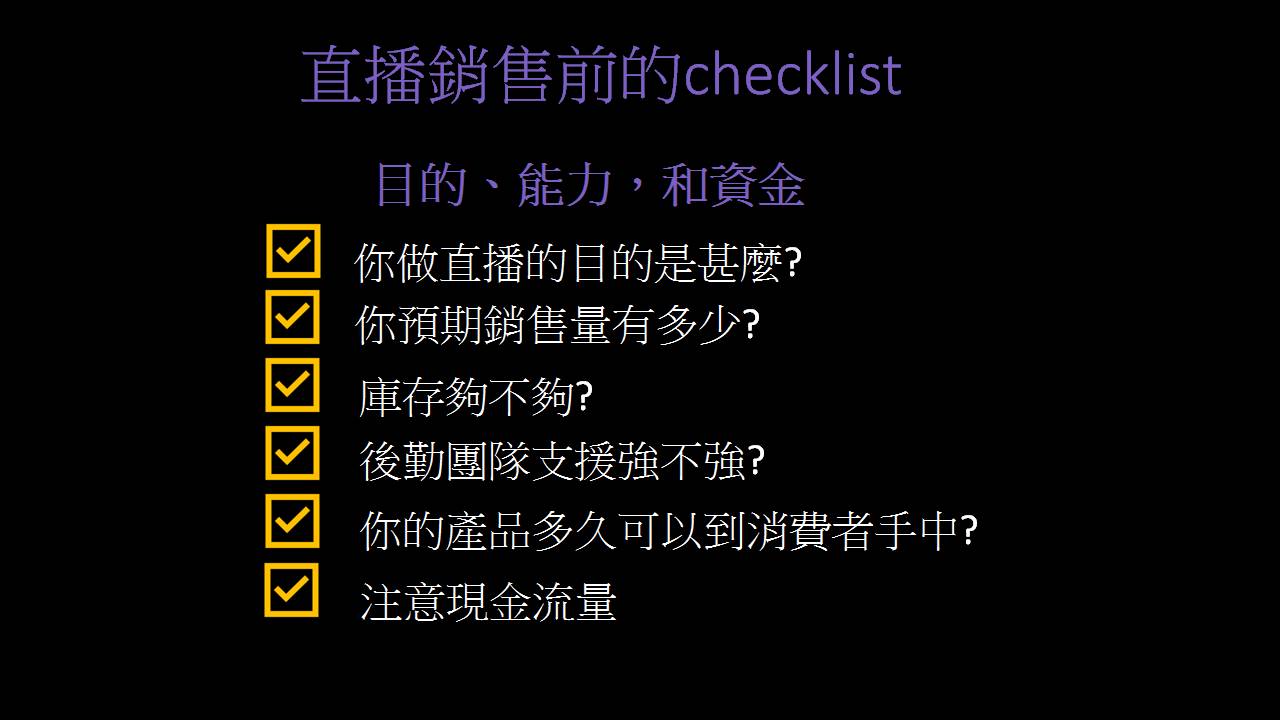 直播銷售前的checklist
目的、能力，和資金
你做直播的目的是甚麼?
你預期銷售量有多少?
庫存夠不夠?
後勤團隊支援強不強?
你的產品多久可以到消費者手中?
注意現金流量